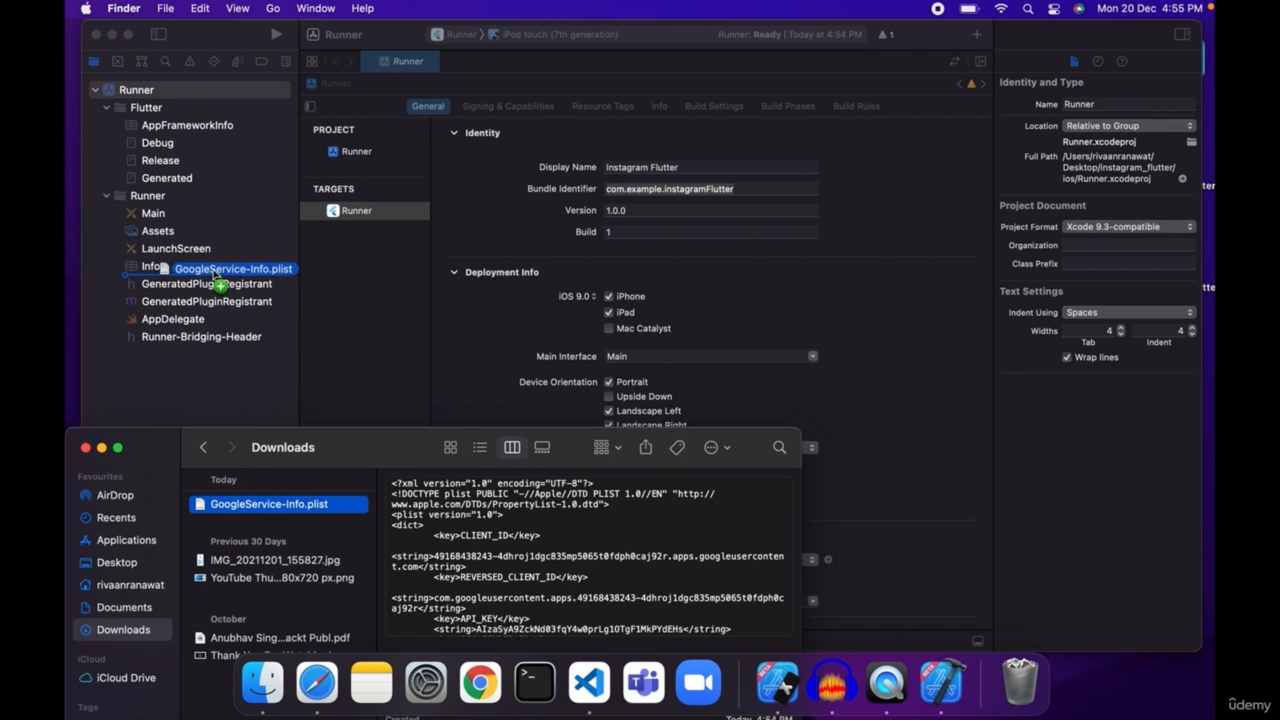 Finder File Edit View Go Window Help
Mon 20 Dec 4:55 PM
Runner
Runner
iPod touch (7th generation)
Runner: Ready | Today at 4:54 PM
1
Runner
Runner
Runner
Flutter
AppFrameworkInfo
Debug
Release
Generated
Runner
Main
Assets
LaunchScreen
Info
GoogleService-Info.plist
GeneratedPluginRegistrant
GeneratedPluginRegistrant
AppDelegate
Runner-Bridging-Header
General Signing & Capabilities Resource Tags Info Build Settings Build Phases Build Rules
PROJECT
Runner
TARGETS
Runner
Identity
Display Name Instagram Flutter
Bundle Identifier com.example.instagramFlutter
Version 1.0.0
Build 1
Deployment Info
iOS 9.0
iPhone
iPad
Mac Catalyst
Main Interface Main
Device Orientation Portrait
Upside Down
Landscape Left
Landscape Right
Identity and Type
Name Runner
Location Relative to Group
Runner.xcodeproj
Full Path /Users/rivaanranawat/
Desktop/instagram_flutter/
ios/Runner.xcodeproj
Project Document
Project Format Xcode 9.3-compatible
Organization
Class Prefix
Text Settings
Indent Using Spaces
Widths 4 4
Tab Indent
Wrap lines
Downloads
Favourites
AirDrop
Recents
Applications
Desktop
rivaanranawat
Documents
Downloads
iCloud
iCloud Drive
Tags
Today
GoogleService-Info.plist
Previous 30 Days
IMG_20211201_155827.jpg
YouTube Thu...80x720 px.png
October
Anubhav Sing...ackt Publ.pdf
<?xml version="1.0" encoding="UTF-8"?>
<!DOCTYPE plist PUBLIC "-//Apple//DTD PLIST 1.0//EN" "http://
www.apple.com/DTDs/PropertyList-1.0.dtd">
<plist version="1.0">
<dict>
<key>CLIENT_ID</key>
<string>49168438243-4dhroj1dgc835mp5065t0fdph0caj92r.apps.googleuserconten
t.com</string>
<key>REVERSED_CLIENT_ID</key>
<string>com.googleusercontent.apps.49168438243-4dhroj1dgc835mp5065t0fdph0c
aj92r</string>
<key>API_KEY</key>
<string>AIzaSyA9ZckNd03fqY4w0prLg1OTgF1MkPYdEHs</string>
udemy